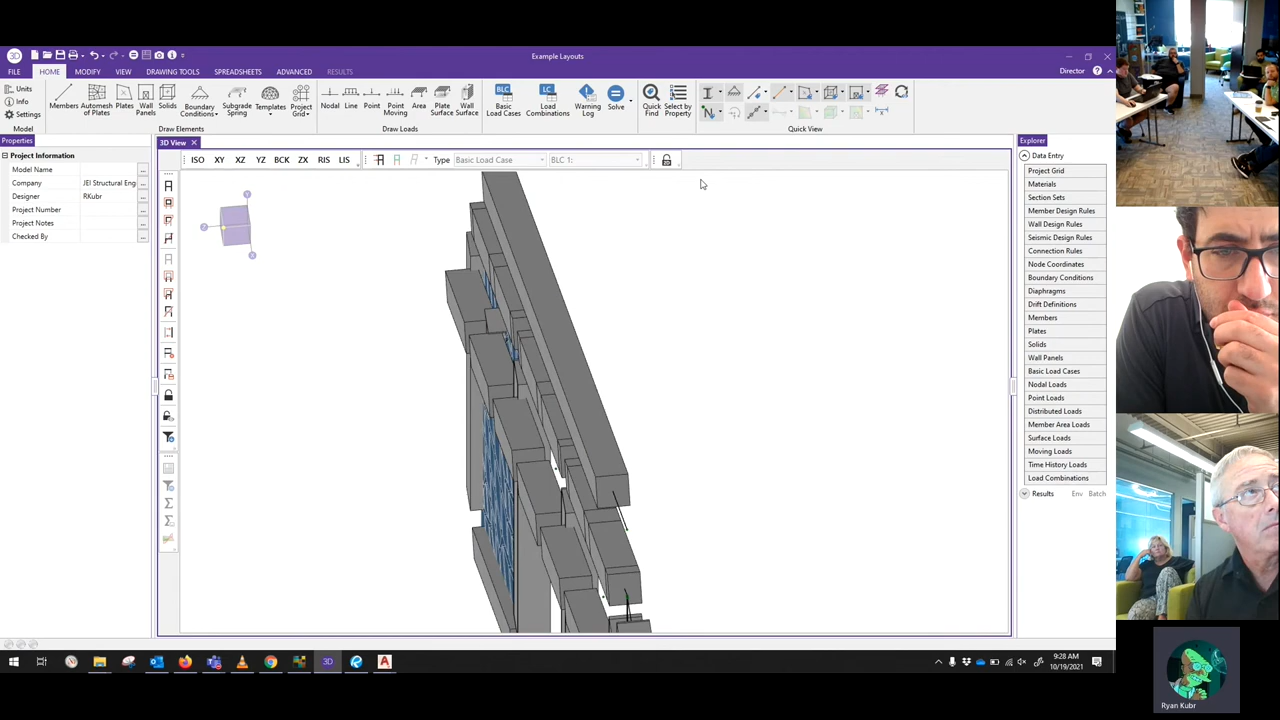 3D
Example Layouts
FILE HOME MODIFY VIEW DRAWING TOOLS SPREADSHEETS ADVANCED RESULTS Director
Units
Info
Settings
Model
Members
Automesh of Plates
Plates
Wall Panels
Solids
Boundary Conditions
Subgrade Spring
Templates
Project Grid
Draw Elements
Nodal
Line
Point
Point Moving
Area
Plate Surface
Wall Surface
Draw Loads
BLC
Basic Load Cases
LC
Load Combinations
Warning Log
Solve
Quick Find
Select by Property
Quick View
Properties
Project Information
Model Name ...
Company JEI Structural Eng ...
Designer RKubr ...
Project Number ...
Project Notes ...
Checked By ...
3D View
ISO XY XZ YZ BCK ZX RIS LIS Type Basic Load Case BLC 1:
Y
Z
X
Explorer
Data Entry
Project Grid
Materials
Section Sets
Member Design Rules
Wall Design Rules
Seismic Design Rules
Connection Rules
Node Coordinates
Boundary Conditions
Diaphragms
Drift Definitions
Members
Plates
Solids
Wall Panels
Basic Load Cases
Nodal Loads
Point Loads
Distributed Loads
Member Area Loads
Surface Loads
Moving Loads
Time History Loads
Load Combinations
Results Env Batch
3D
9:28 AM
10/19/2021
Ryan Kubr